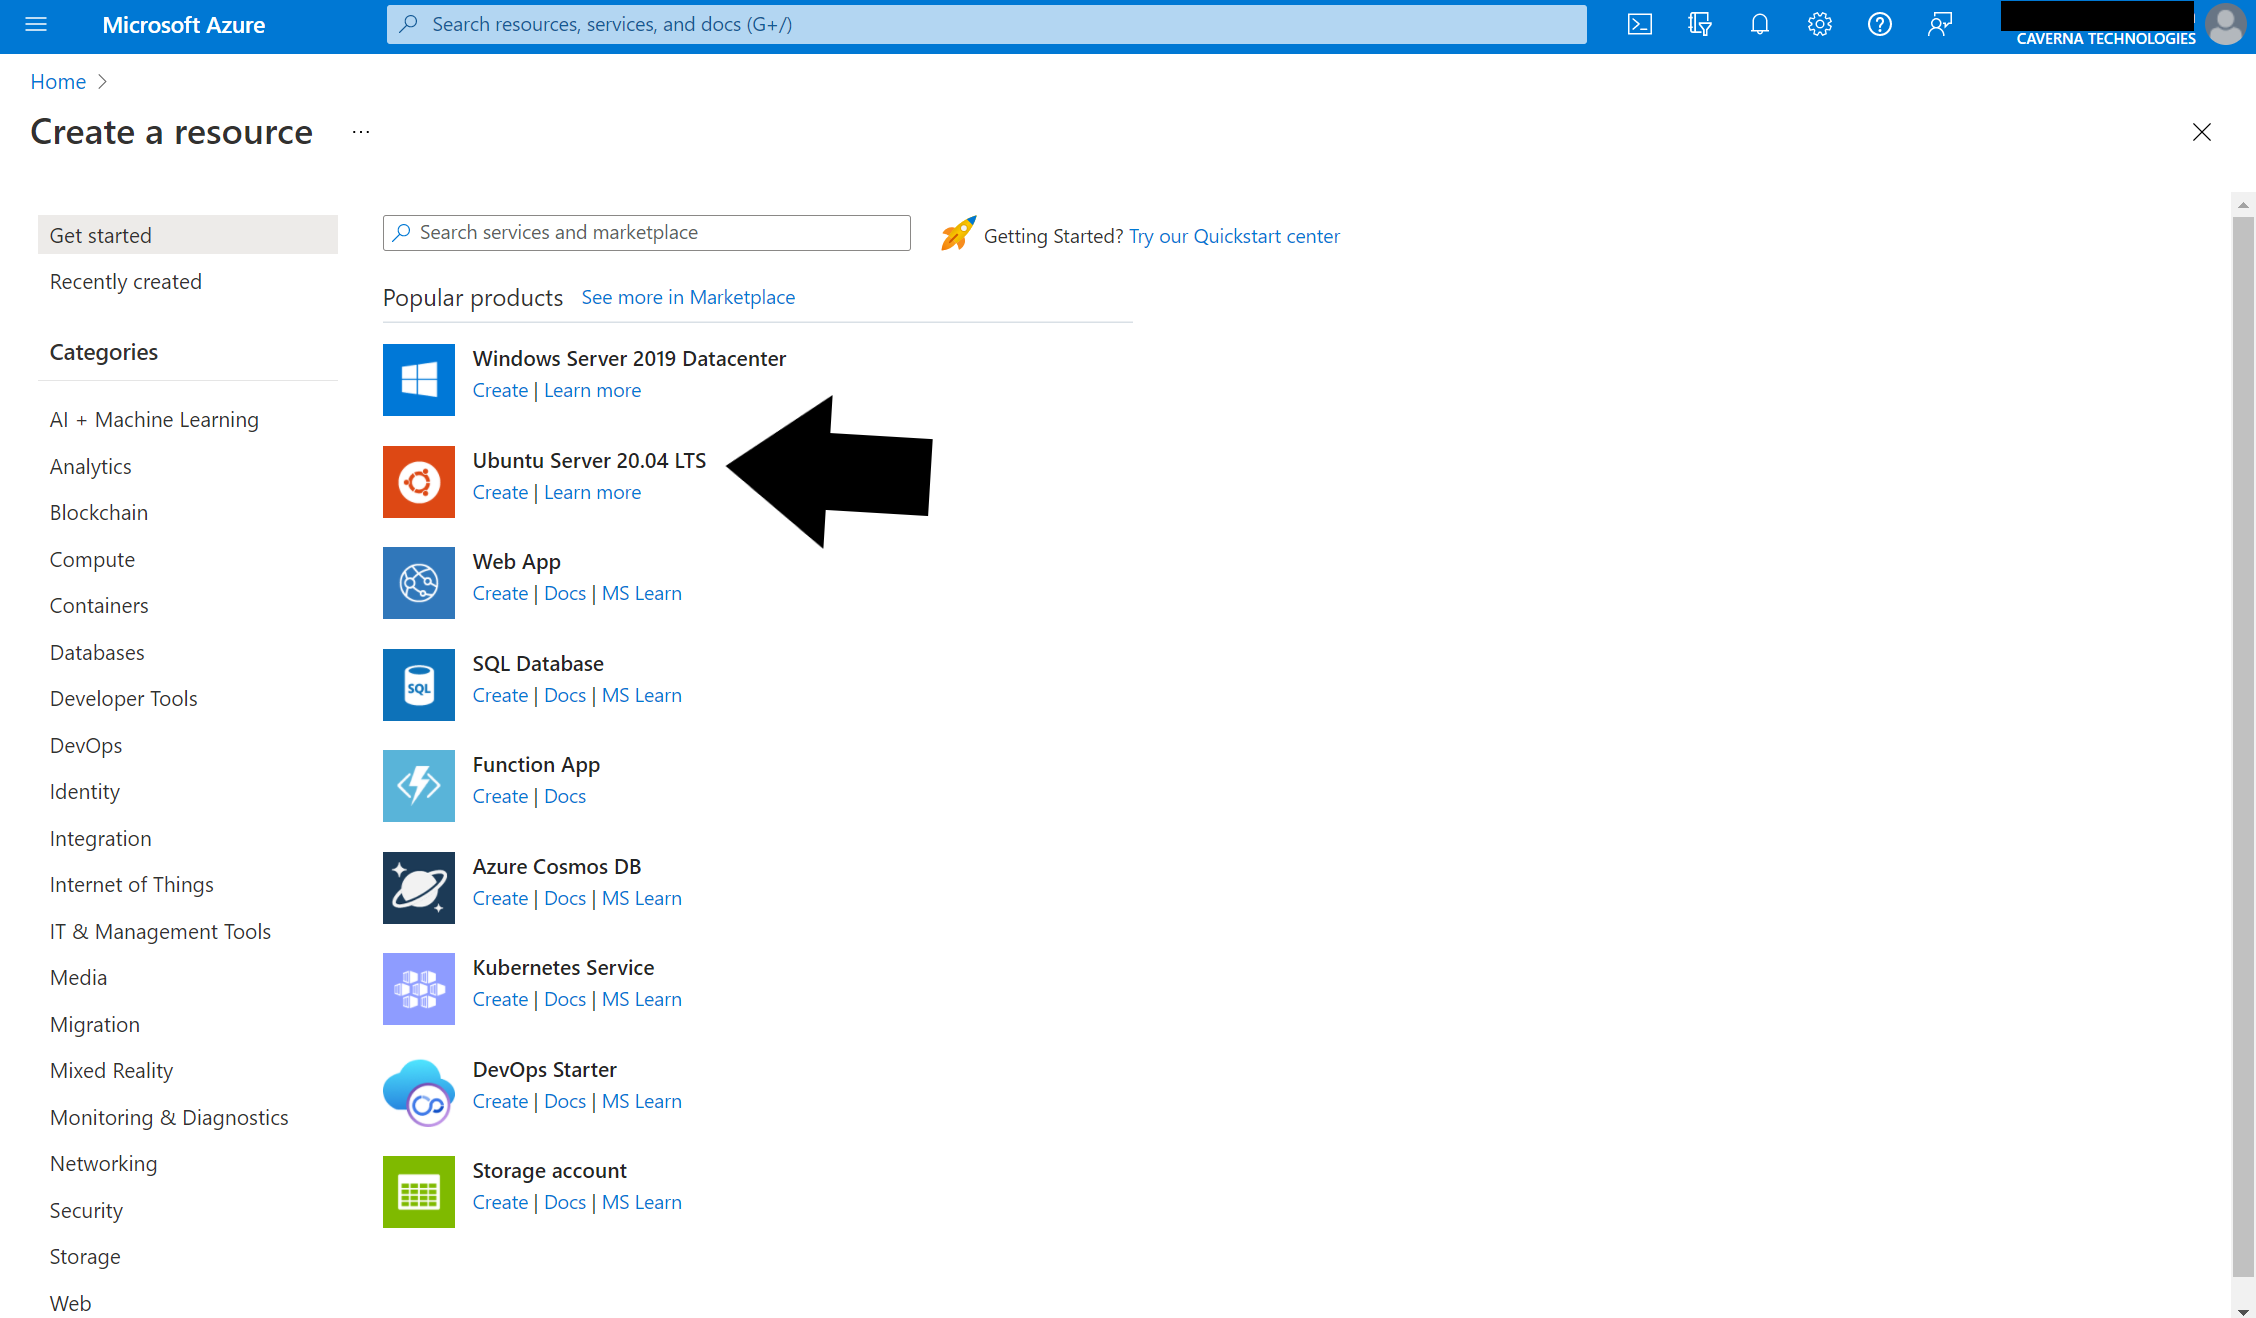 Microsoft Azure
Search resources, services, and docs (G+/)
CAVERNA TECHNOLOGIES
Home
Create a resource
Get started
Recently created
Categories
AI + Machine Learning
Analytics
Blockchain
Compute
Containers
Databases
Developer Tools
DevOps
Identity
Integration
Internet of Things
IT & Management Tools
Media
Migration
Mixed Reality
Monitoring & Diagnostics
Networking
Security
Storage
Web
Search services and marketplace
Getting Started? Try our Quickstart center
Popular products See more in Marketplace
Windows Server 2019 Datacenter
Create | Learn more
Ubuntu Server 20.04 LTS
Create | Learn more
Web App
Create | Docs | MS Learn
SQL
SQL Database
Create | Docs | MS Learn
Function App
Create | Docs
Azure Cosmos DB
Create | Docs | MS Learn
Kubernetes Service
Create | Docs | MS Learn
DevOps Starter
Create | Docs | MS Learn
Storage account
Create | Docs | MS Learn